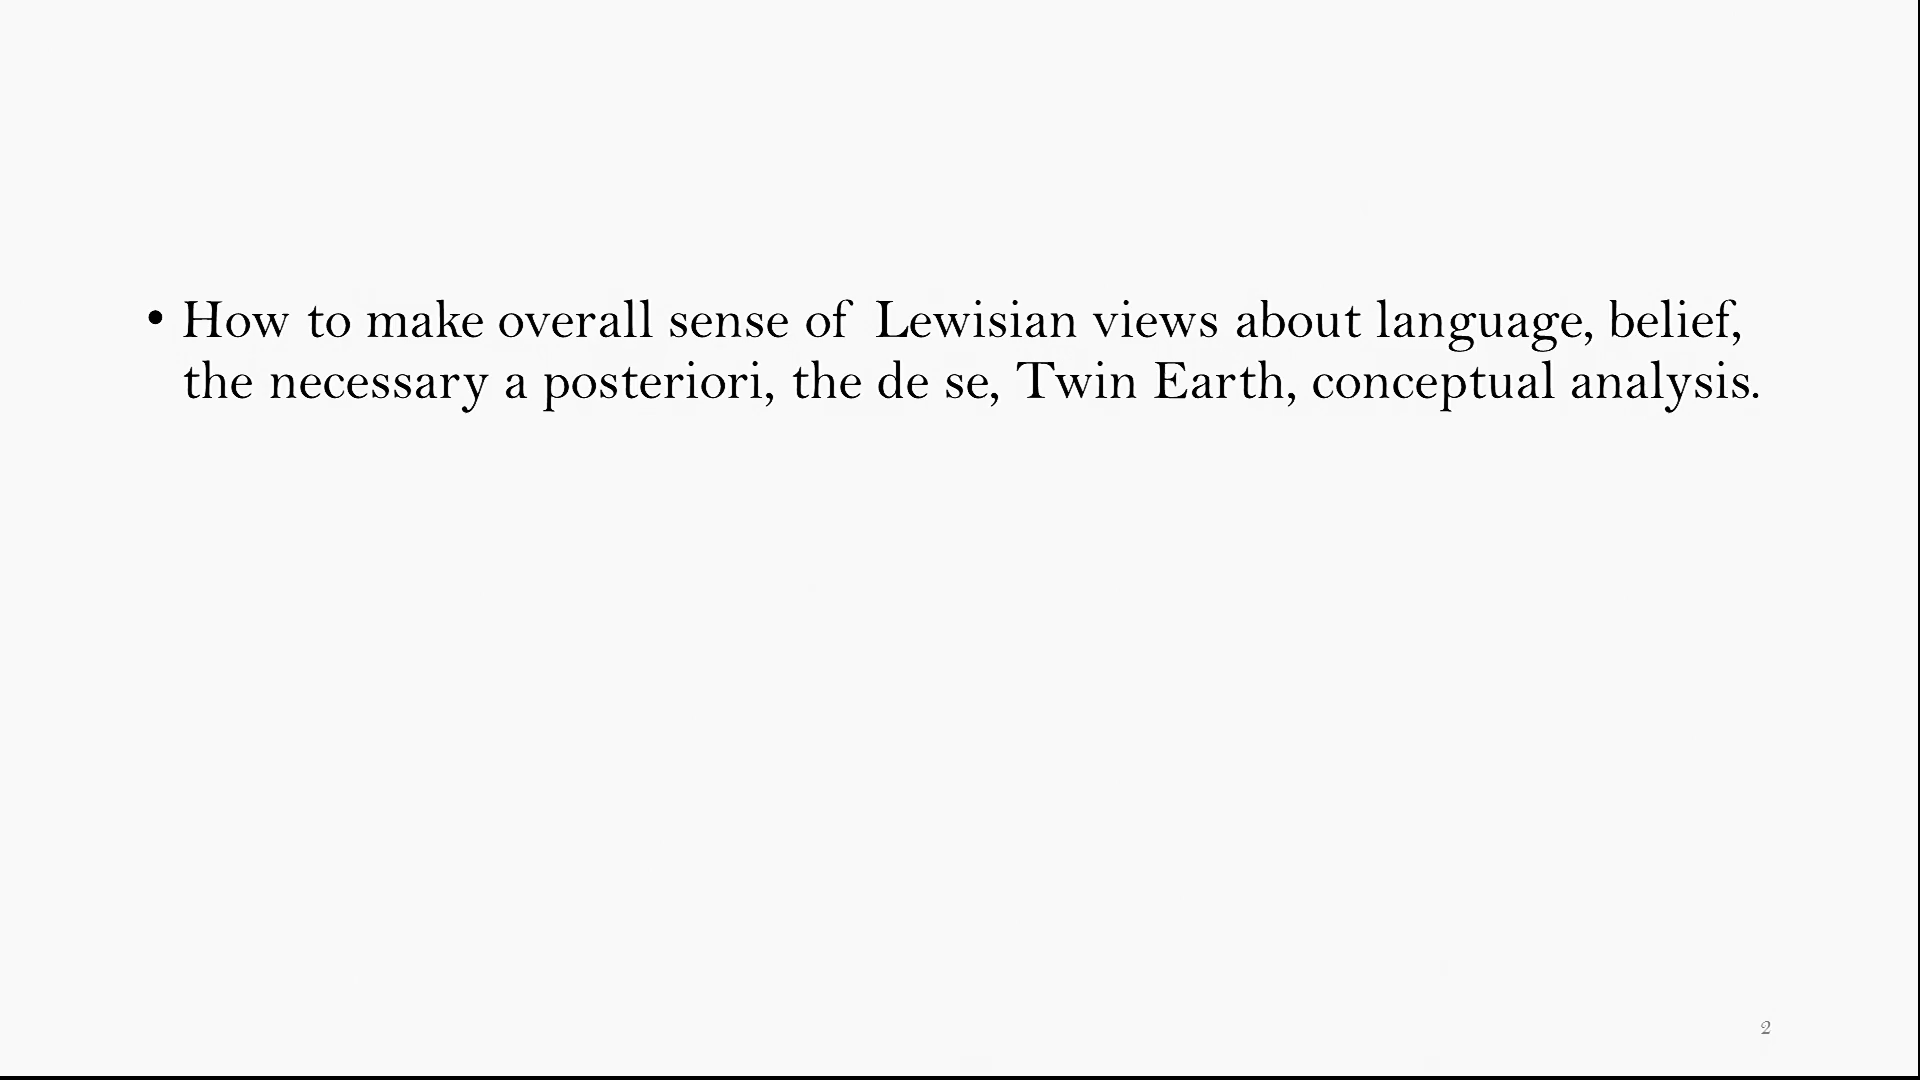 • How to make overall sense of  Lewisian views about language, belief,
the necessary a posteriori, the de se, Twin Earth, conceptual analysis.
2